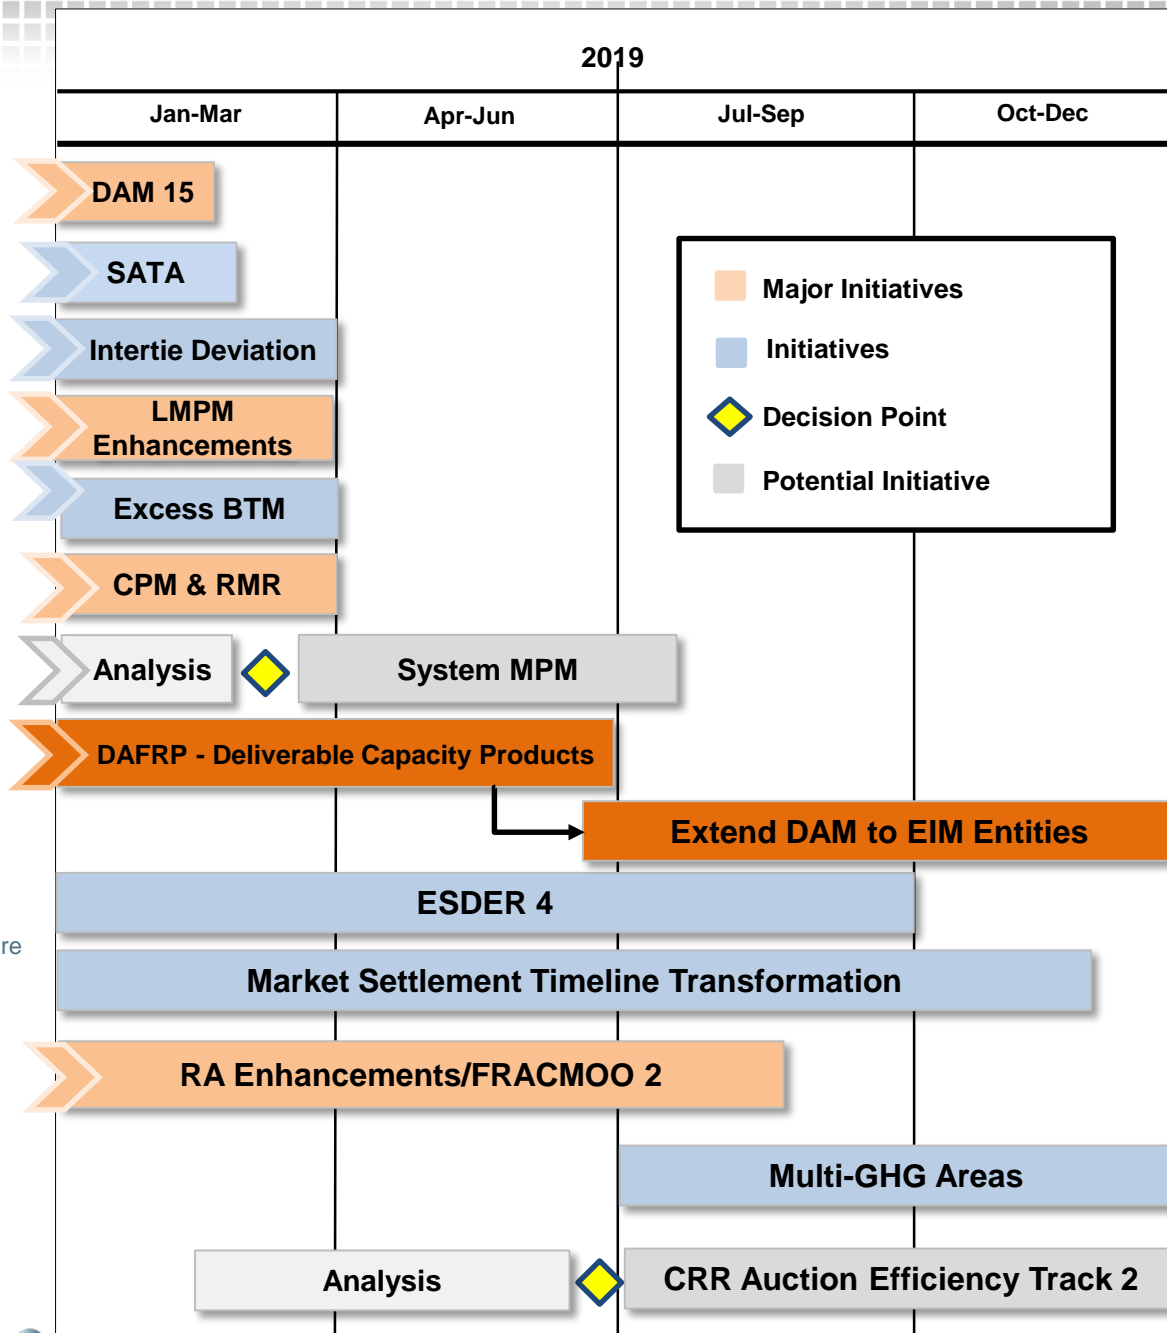 2019
Jan-Mar
Apr-Jun
Jul-Sep
Oct-Dec
DAM 15
SATA
Intertie Deviation
LMPM
Enhancements
Excess BTM
CPM & RMR
Major Initiatives
Initiatives
Decision Point
Potential Initiative
Analysis
System MPM
DAFRP - Deliverable Capacity Products
Extend DAM to EIM Entities
ESDER 4
re
Market Settlement Timeline Transformation
RA Enhancements/FRACMOO 2
Multi-GHG Areas
Analysis
CRR Auction Efficiency Track 2